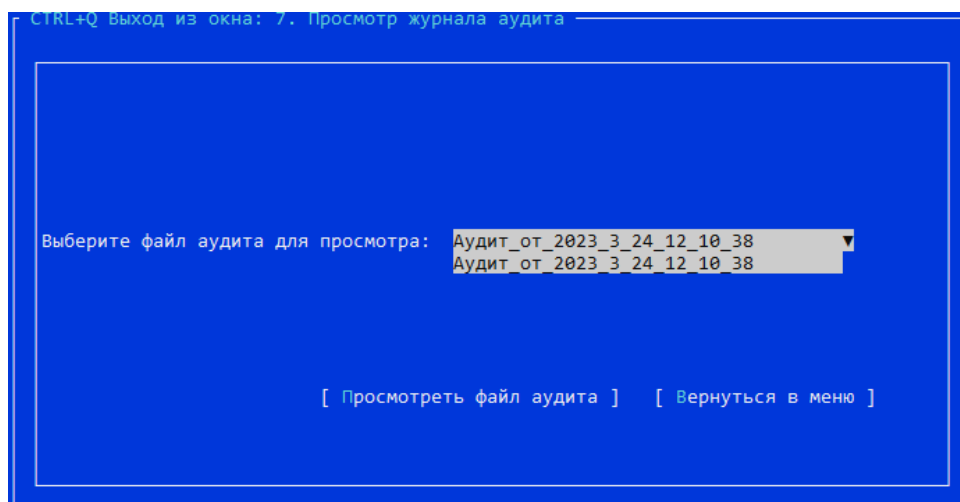 CTRL+Q Выход из окна: 7. Просмотр журнала аудита
Выберите файл аудита для просмотра: Аудит_от_2023_3_24_12_10_38 ▼
Аудит_от_2023_3_24_12_10_38
[ Просмотреть файл аудита ] [ Вернуться в меню ]